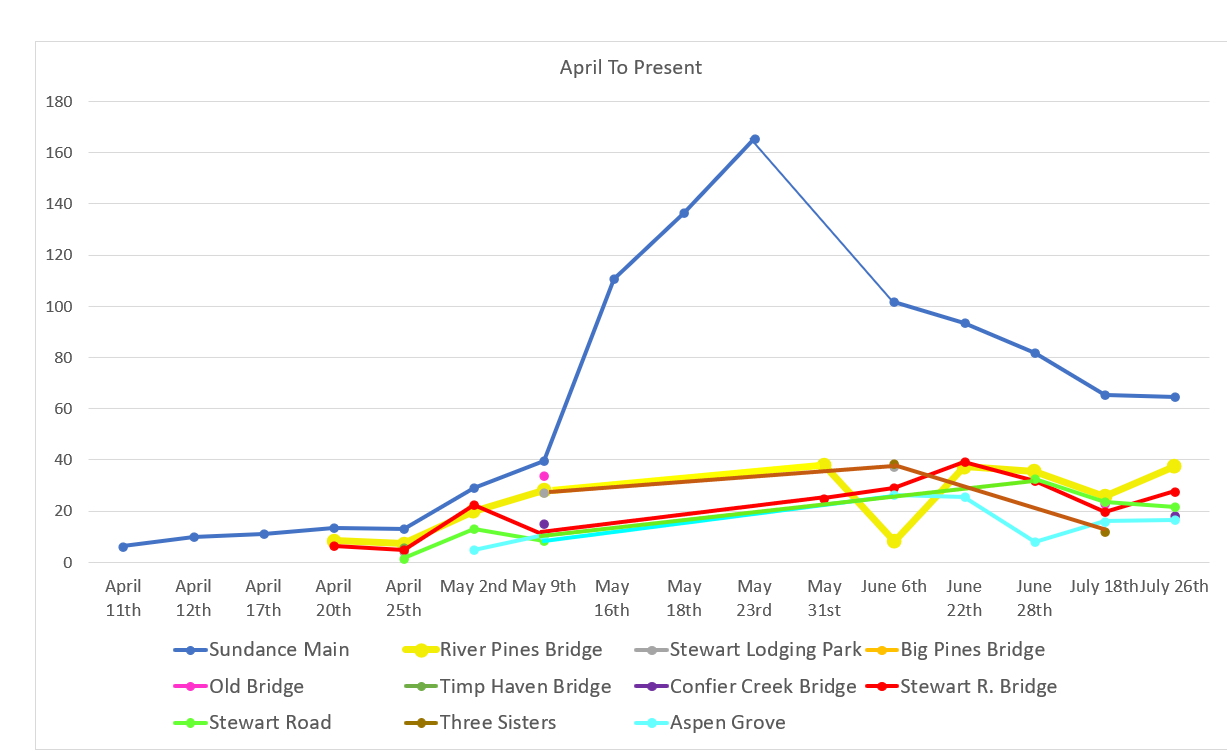 April To Present
180
160
140
120
100
80
60
40
20
0
April 11th
April 12th
April 17th
April 20th
April 25th
May 2nd
May 9th
May 16th
May 18th
May 23rd
May 31st
June 6th
June 22th
June 28th
July 18th
July 26th
Sundance Main
River Pines Bridge
Stewart Lodging Park
Big Pines Bridge
Old Bridge
Timp Haven Bridge
Confier Creek Bridge
Stewart R. Bridge
Stewart Road
Three Sisters
Aspen Grove